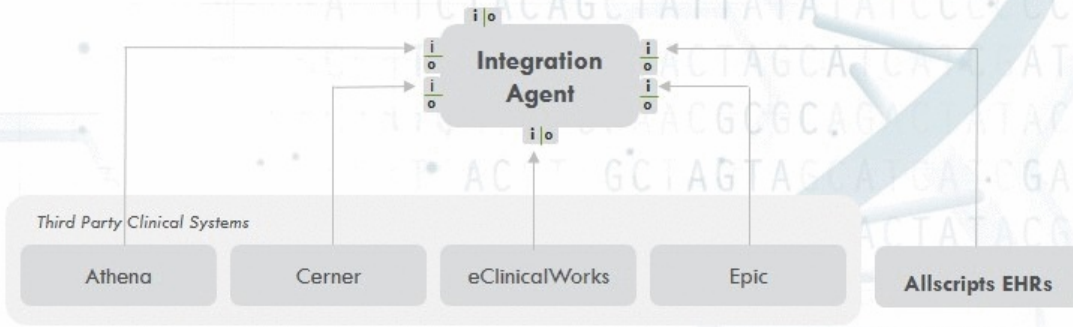 i|o
Integration
Agent
i
o
i
o
i
o
i
o
i|o
Third Party Clinical Systems
Athena
Cerner
eClinicalWorks
Epic
Allscripts EHRs